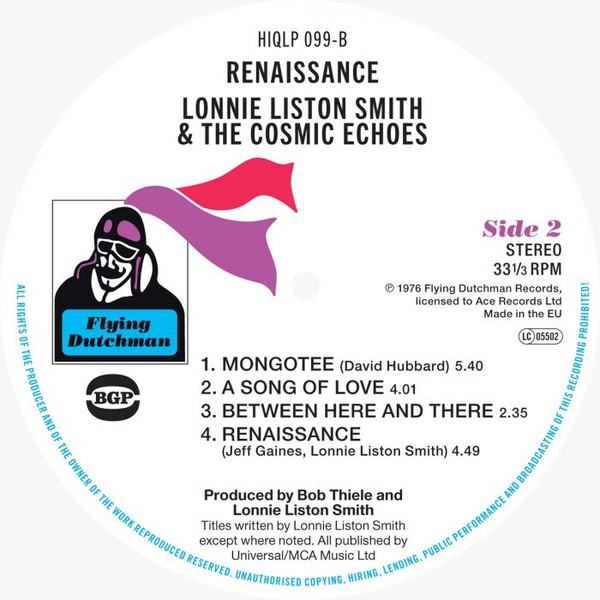 HIQLP 099-B
RENAISSANCE
LONNIE LISTON SMITH
& THE COSMIC ECHOES
Flying
Dutchman
BGP
Side 2
STEREO
33 1/3 RPM
℗ 1976 Flying Dutchman Records,
licensed to Ace Records Ltd
Made in the EU
LC 05502
1. MONGOTEE (David Hubbard) 5.40
2. A SONG OF LOVE 4.01
3. BETWEEN HERE AND THERE 2.35
4. RENAISSANCE
(Jeff Gaines, Lonnie Liston Smith) 4.49
Produced by Bob Thiele and
Lonnie Liston Smith
Titles written by Lonnie Liston Smith
except where noted. All published by
Universal/MCA Music Ltd
ALL RIGHTS OF THE PRODUCER AND OF THE OWNER OF THE WORK REPRODUCED RESERVED. UNAUTHORISED COPYING, HIRING, LENDING, PUBLIC PERFORMANCE AND BROADCASTING OF THIS RECORDING PROHIBITED!